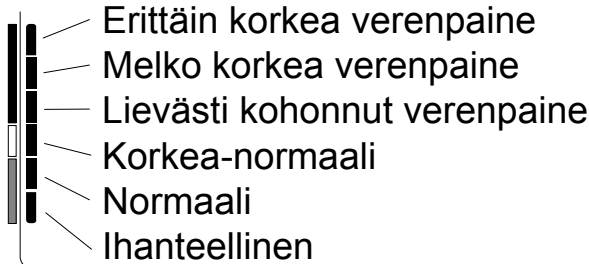 Erittäin korkea verenpaine
Melko korkea verenpaine
Lievästi kohonnut verenpaine
Korkea-normaali
Normaali
Ihanteellinen